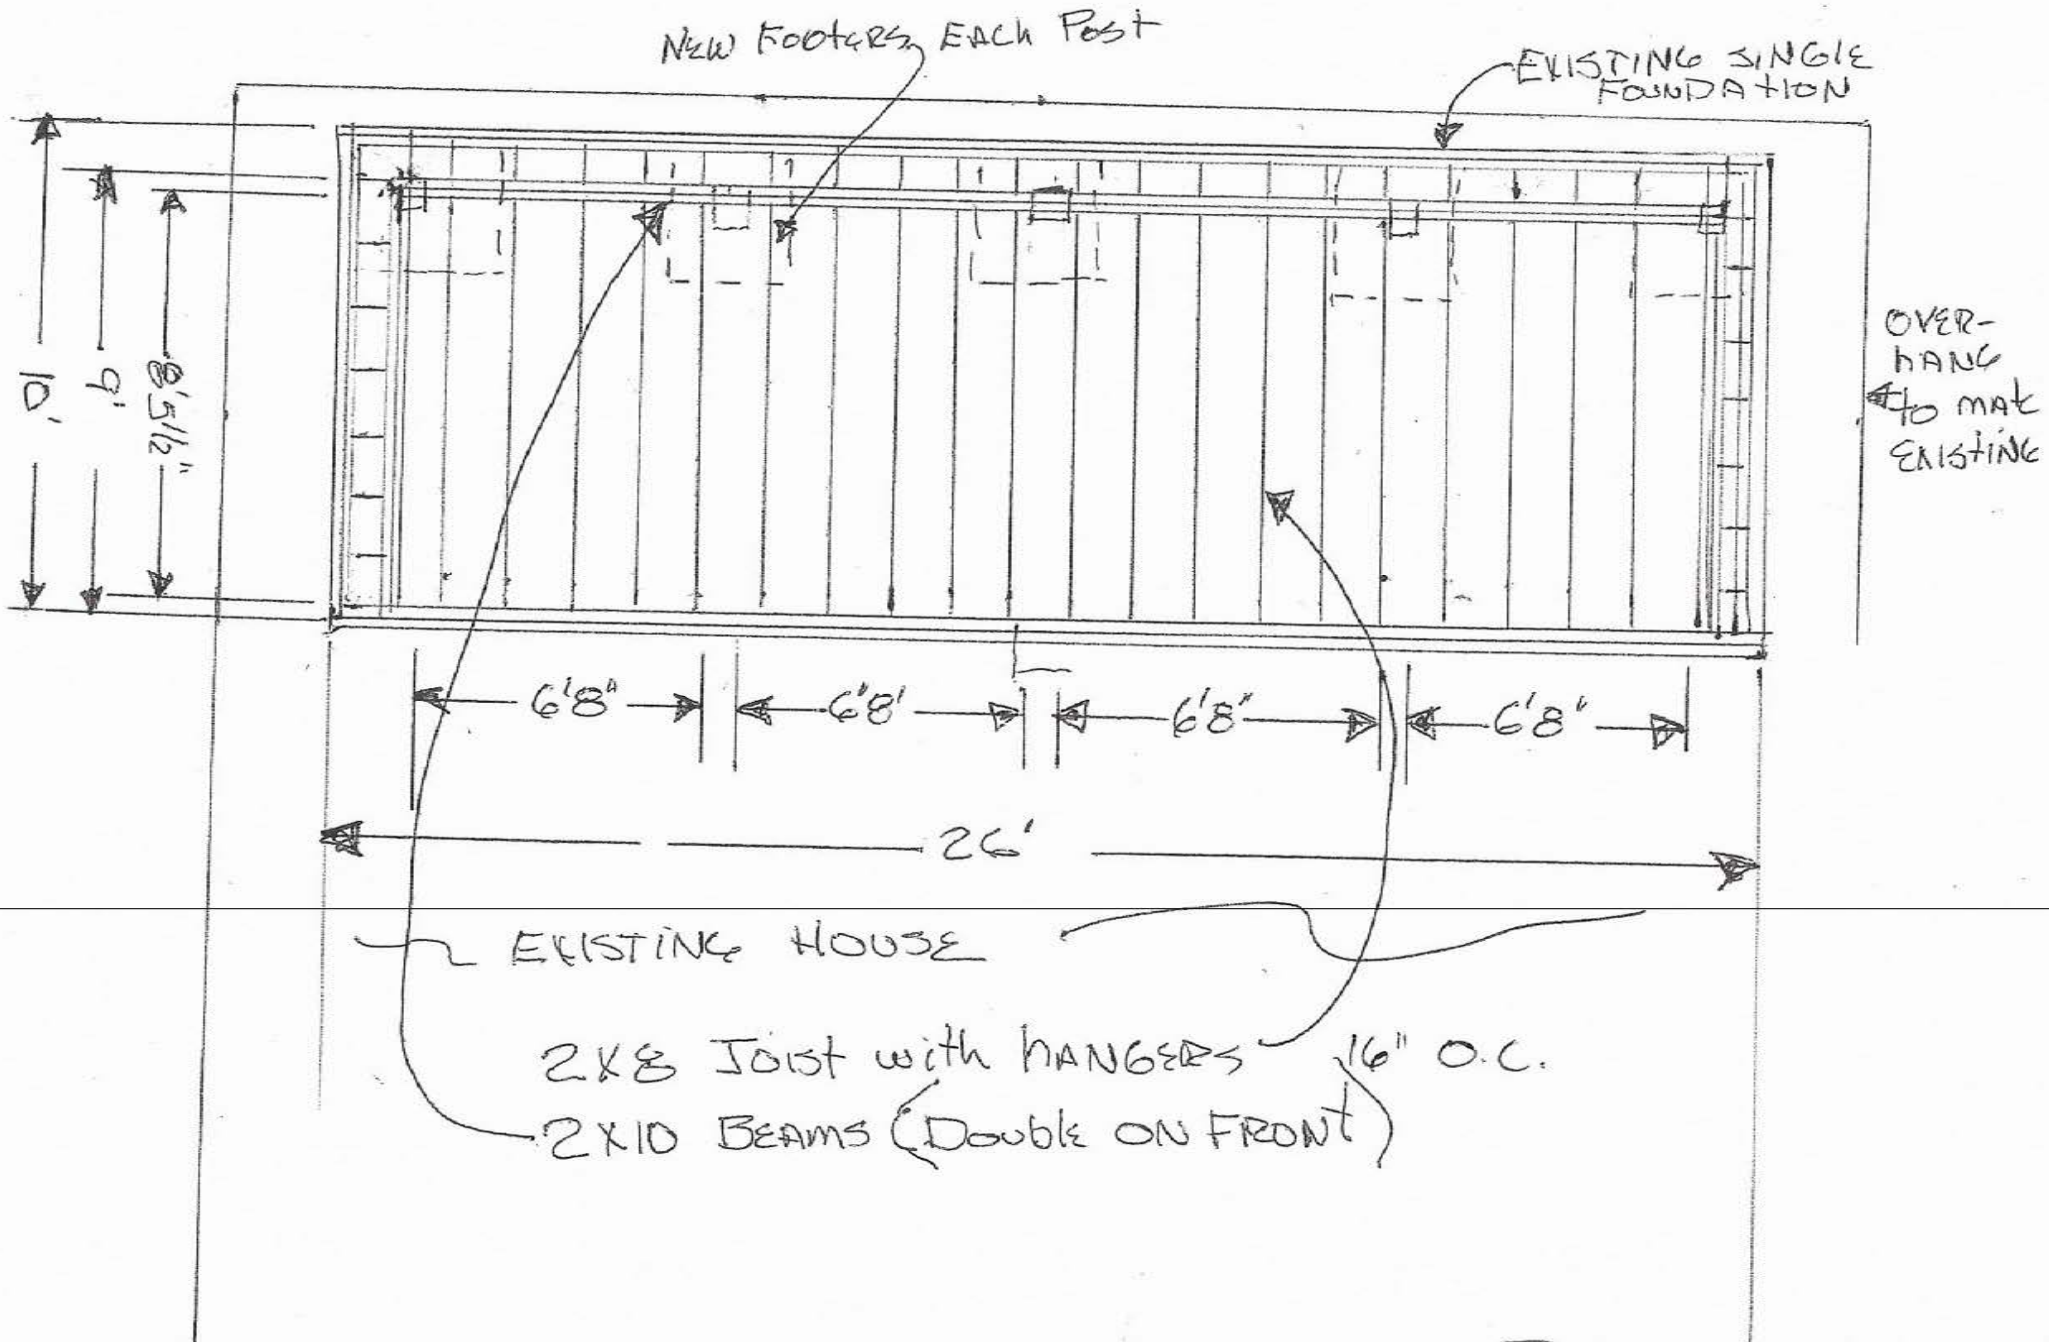 NEW FOOTERS, EACH POST
EXISTING SINGLE
FOUNDATION
10'
9'
8'5 1/2"
OVER-
HANG
TO MAT
EXISTING
6'8"
6"8'
6'8"
6'8"
26'
EXISTING HOUSE
2X8 JOIST with HANGERS 16" O.C.
2X10 BEAMS (DOUBLE ON FRONT)